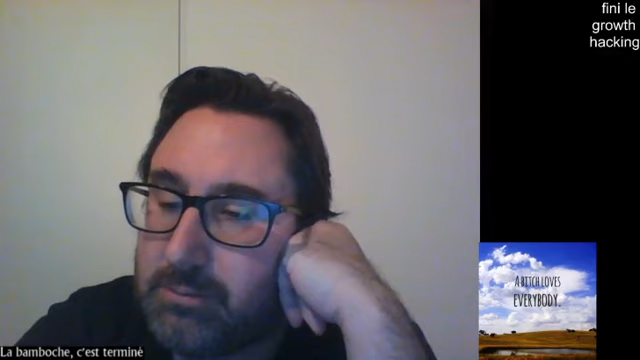 fini le
growth
hacking
A BITCH LOVES
EVERYBODY.
La bamboche, c'est terminé